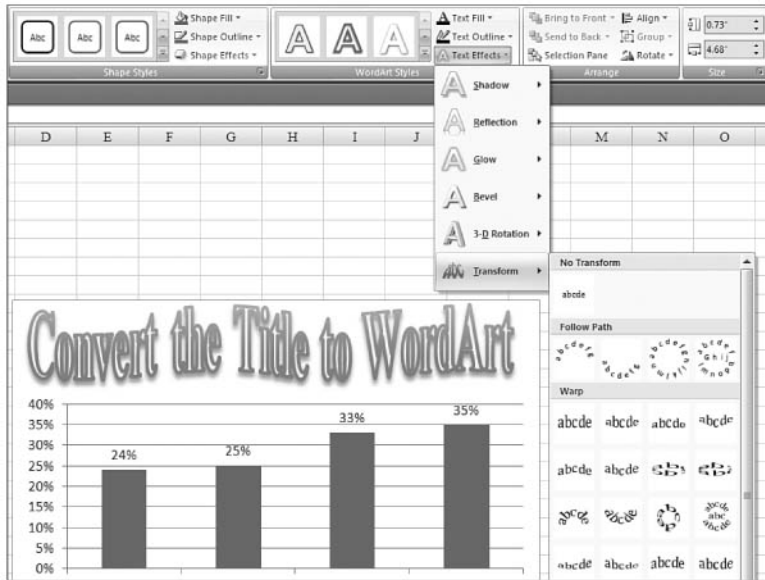 Abc Abc Abc
Shape Fill
Shape Outline
Shape Effects
Shape Styles
A A A
Text Fill
Text Outline
Text Effects
WordArt Styles
Bring to Front
Send to Back
Selection Pane
Align
Group
Rotate
Arrange
0.73"
4.68"
Size
Shadow
Reflection
Glow
Bevel
3-D Rotation
Transform
D E F G H I J M N O
No Transform
abcde
Follow Path
Warp
abcde abcde abcde abcde
abcde abcde
abcde abcde
abcde abcde abcde abcde
Convert the Title to WordArt
40%
35%
30%
25%
20%
15%
10%
5%
0%
24% 25% 33% 35%